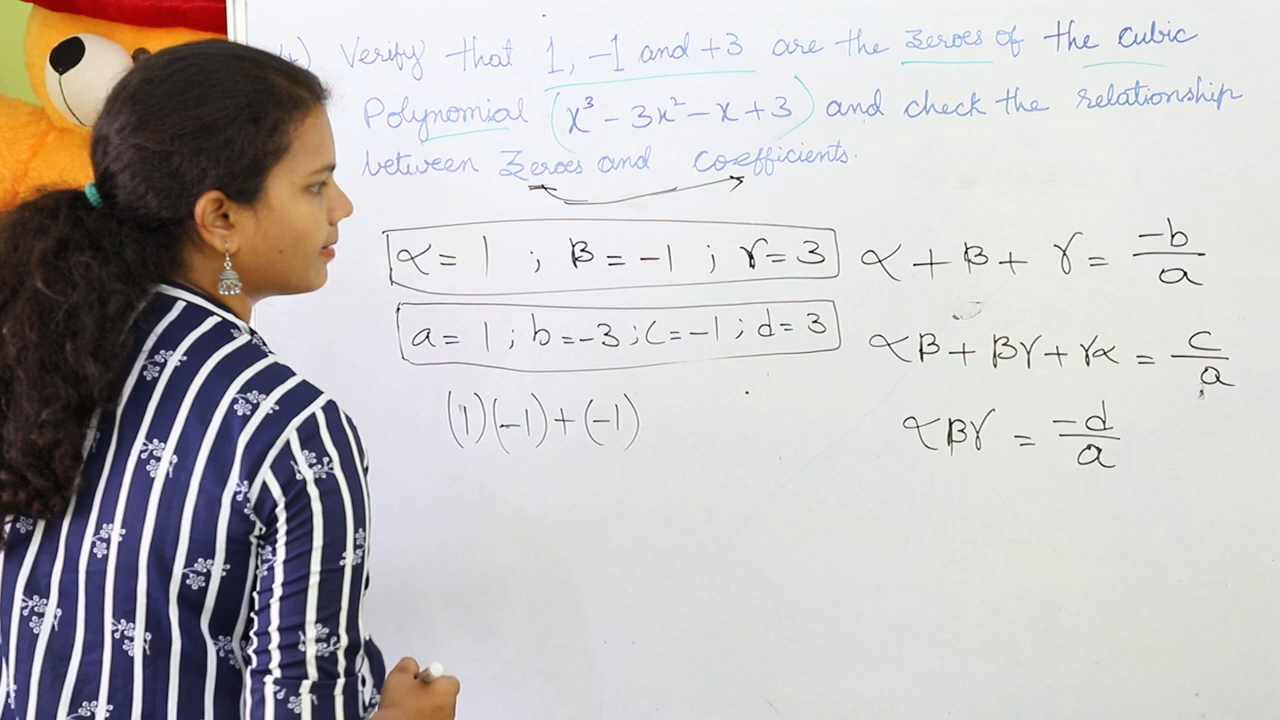 Verify that 1, -1 and +3 are the zeroes of the cubic
Polynomial (x³ - 3x² - x + 3) and check the relationship
between zeroes and coefficients.
α = 1 ; β = -1 ; γ = 3
α + β + γ = -b/a
a = 1 ; b = -3 ; c = -1 ; d = 3
αβ + βγ + γα = c/a
(1)(-1) + (-1)
αβγ = -d/a